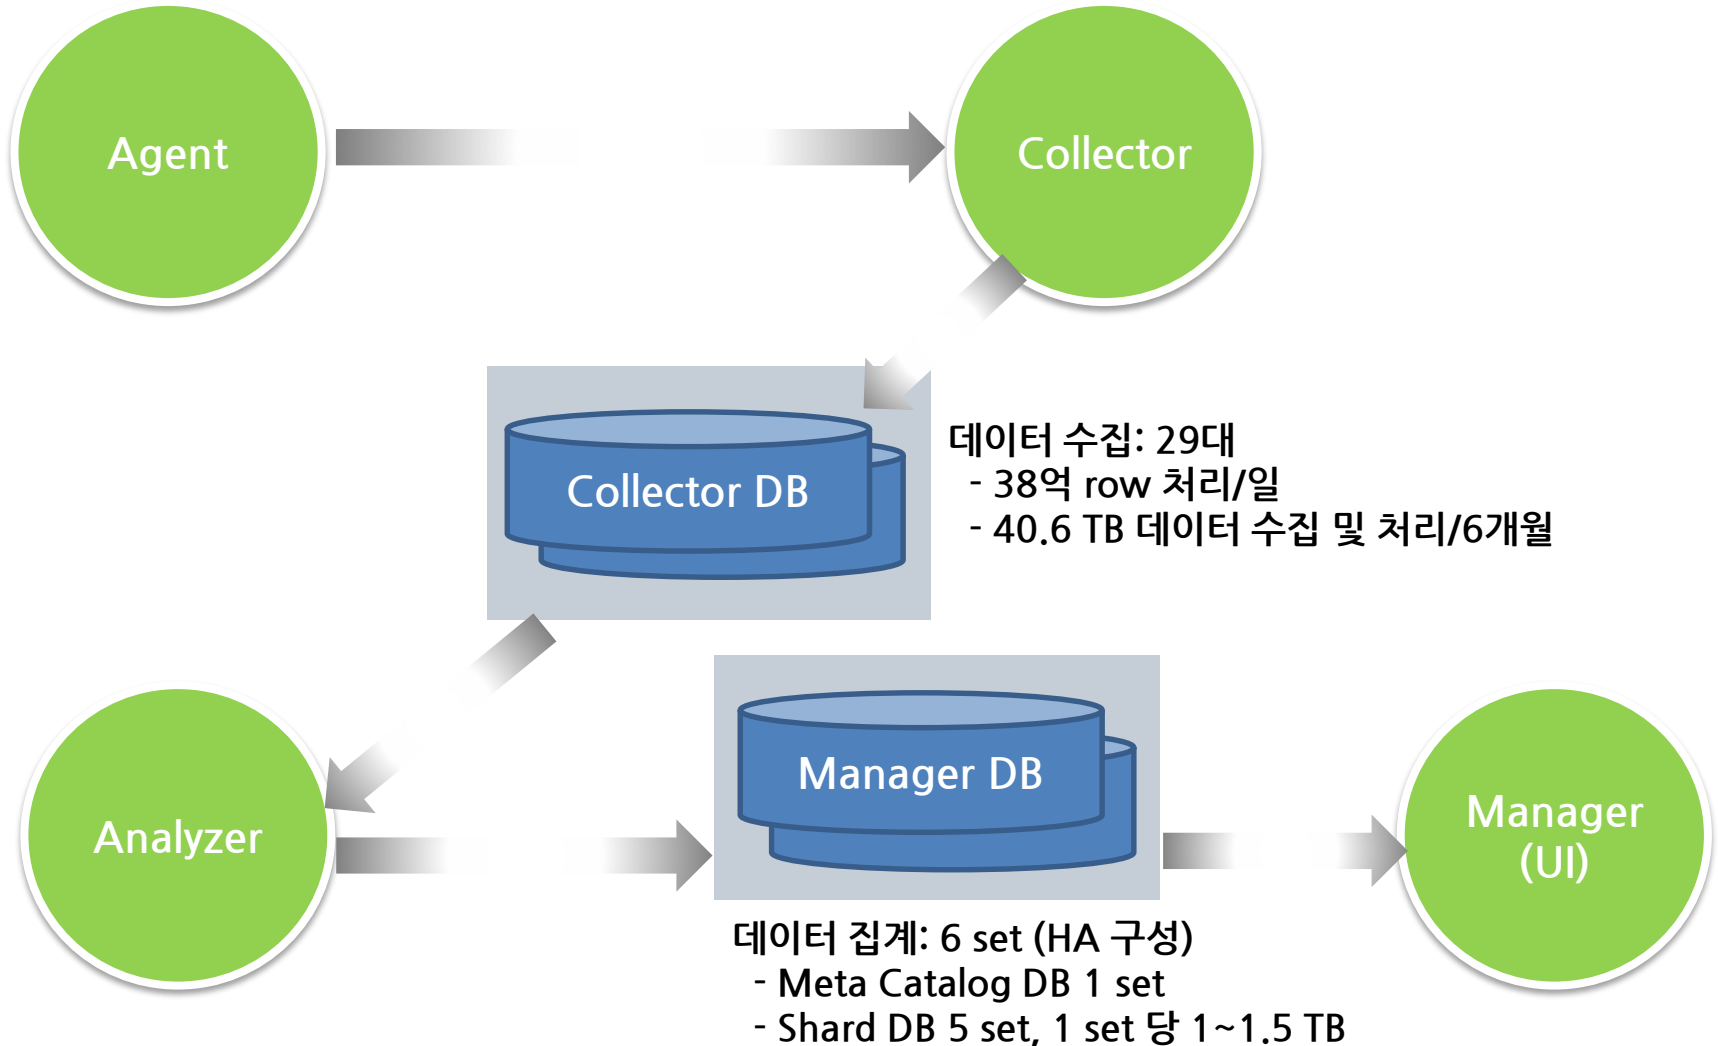 Agent
Collector
Collector DB
데이터 수집: 29대
- 38억 row 처리/일
- 40.6 TB 데이터 수집 및 처리/6개월
Manager DB
Analyzer
Manager
(UI)
데이터 집계: 6 set (HA 구성)
- Meta Catalog DB 1 set
- Shard DB 5 set, 1 set 당 1~1.5 TB